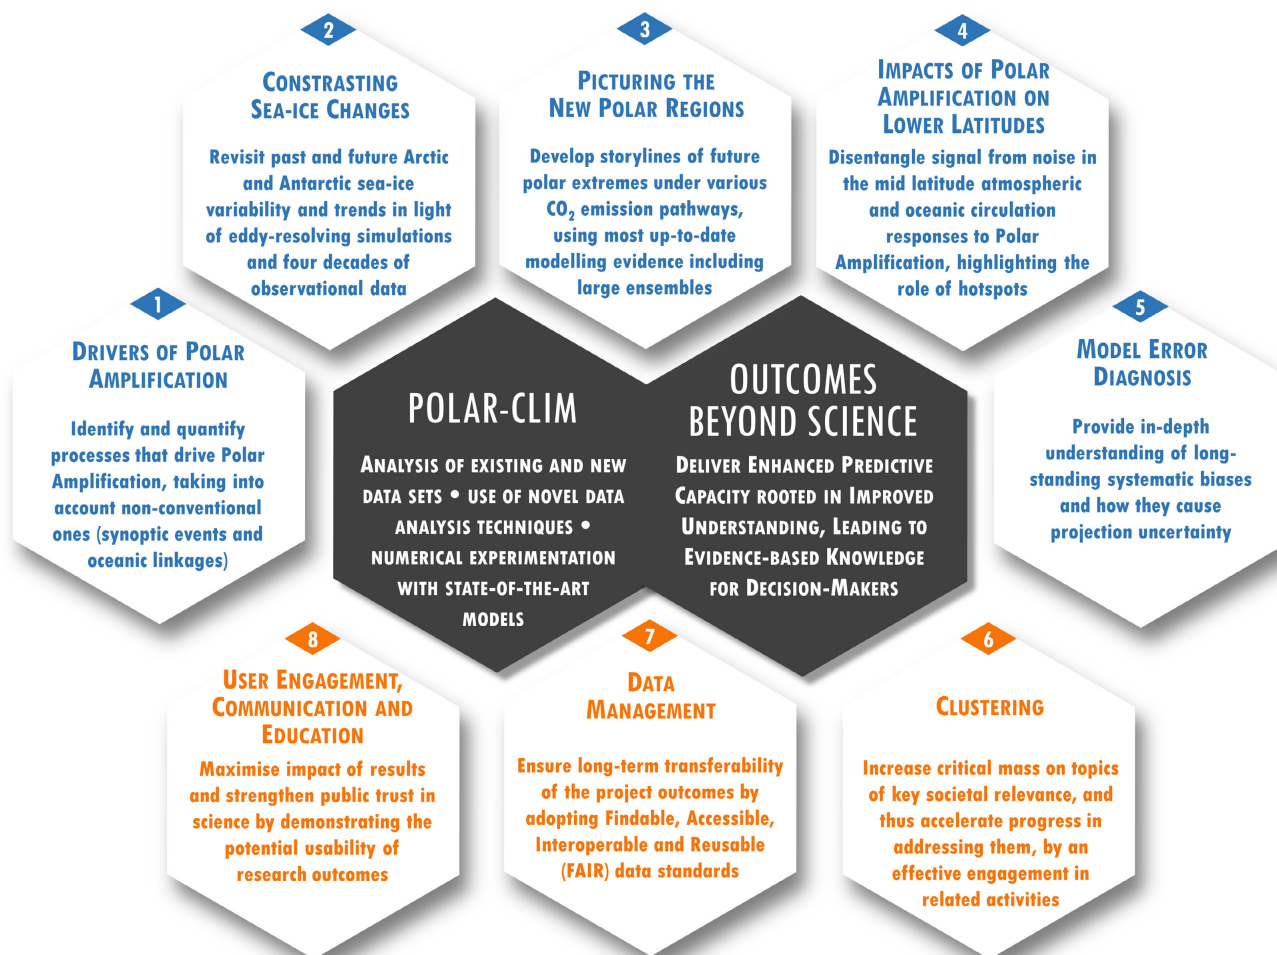 1
DRIVERS OF POLAR
AMPLIFICATION
Identify and quantify
processes that drive Polar
Amplification, taking into
account non-conventional
ones (synoptic events and
oceanic linkages)
2
CONSTRASTING
SEA-ICE CHANGES
Revisit past and future Arctic
and Antarctic sea-ice
variability and trends in light
of eddy-resolving simulations
and four decades of
observational data
3
PICTURING THE
NEW POLAR REGIONS
Develop storylines of future
polar extremes under various
CO₂ emission pathways,
using most up-to-date
modelling evidence including
large ensembles
4
IMPACTS OF POLAR
AMPLIFICATION ON
LOWER LATITUDES
Disentangle signal from noise in
the mid latitude atmospheric
and oceanic circulation
responses to Polar
Amplification, highlighting the
role of hotspots
5
MODEL ERROR
DIAGNOSIS
Provide in-depth
understanding of long-
standing systematic biases
and how they cause
projection uncertainty
POLAR-CLIM
ANALYSIS OF EXISTING AND NEW
DATA SETS • USE OF NOVEL DATA
ANALYSIS TECHNIQUES •
NUMERICAL EXPERIMENTATION
WITH STATE-OF-THE-ART
MODELS
OUTCOMES
BEYOND SCIENCE
DELIVER ENHANCED PREDICTIVE
CAPACITY ROOTED IN IMPROVED
UNDERSTANDING, LEADING TO
EVIDENCE-BASED KNOWLEDGE
FOR DECISION-MAKERS
8
USER ENGAGEMENT,
COMMUNICATION AND
EDUCATION
Maximise impact of results
and strengthen public trust in
science by demonstrating the
potential usability of
research outcomes
7
DATA
MANAGEMENT
Ensure long-term transferability
of the project outcomes by
adopting Findable, Accessible,
Interoperable and Reusable
(FAIR) data standards
6
CLUSTERING
Increase critical mass on topics
of key societal relevance, and
thus accelerate progress in
addressing them, by an
effective engagement in
related activities